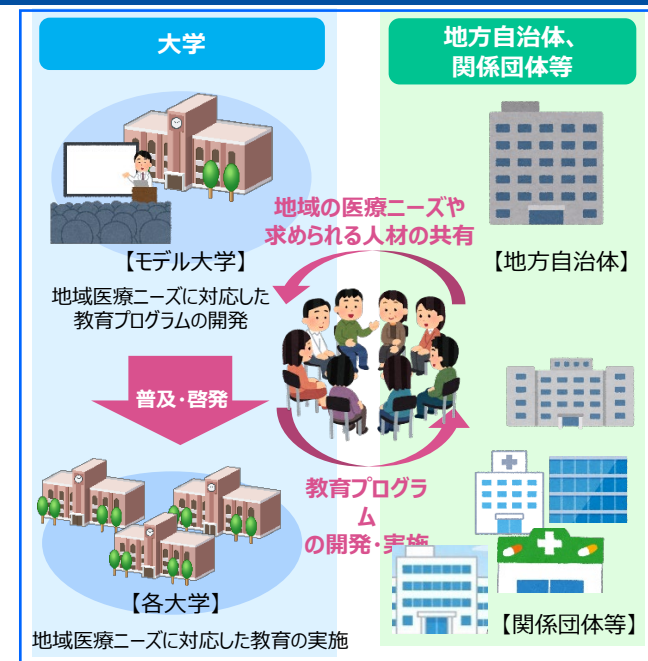 大学
地方自治体、
関係団体等
地域の医療ニーズや
求められる人材の共有
【モデル大学】
地域医療ニーズに対応した
教育プログラムの開発
【地方自治体】
普及・啓発
教育プログラ
ム
の開発・実施
【各大学】
地域医療ニーズに対応した教育の実施
【関係団体等】